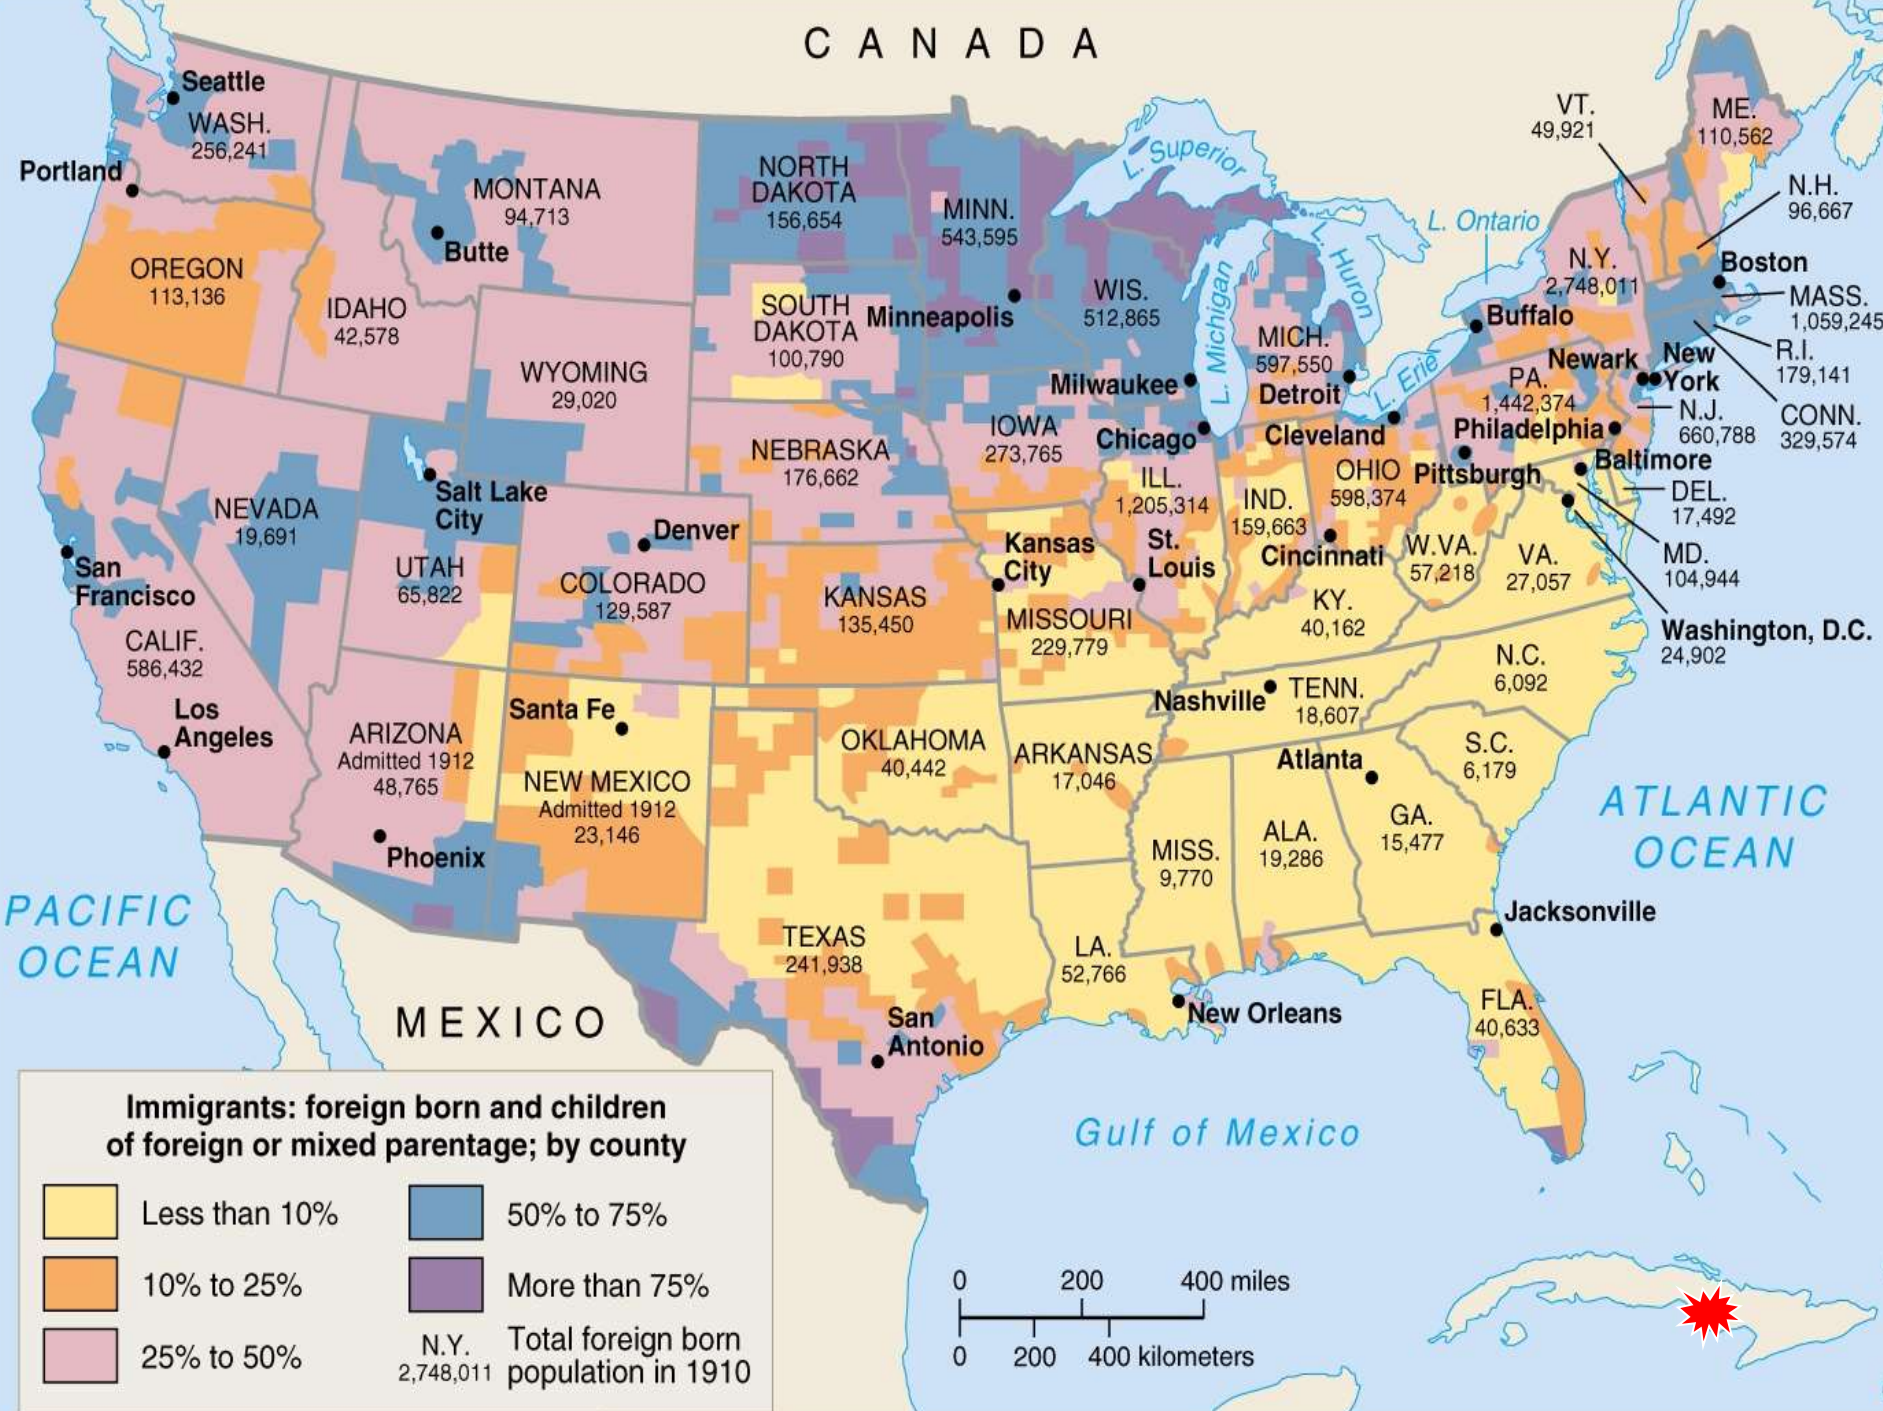 CANADA
Seattle
WASH.
256,241
Portland
OREGON
113,136
IDAHO
42,578
MONTANA
94,713
Butte
WYOMING
29,020
NORTH
DAKOTA
156,654
SOUTH
DAKOTA
100,790
MINN.
543,595
Minneapolis
L. Superior
WIS.
512,865
Milwaukee
L. Michigan
L. Huron
MICH.
597,550
Detroit
L. Erie
L. Ontario
VT.
49,921
ME.
110,562
N.H.
96,667
N.Y.
2,748,011
Buffalo
Boston
MASS.
1,059,245
R.I.
179,141
CONN.
329,574
Newark
New
York
N.J.
660,788
PA.
1,442,374
Philadelphia
Pittsburgh
Baltimore
DEL.
17,492
MD.
104,944
Washington, D.C.
24,902
NEVADA
19,691
Salt Lake
City
UTAH
65,822
Denver
COLORADO
129,587
NEBRASKA
176,662
IOWA
273,765
Chicago
ILL.
1,205,314
IND.
159,663
Cleveland
OHIO
598,374
Cincinnati
W.VA.
57,218
VA.
27,057
San
Francisco
CALIF.
586,432
Los
Angeles
KANSAS
135,450
Kansas
City
St.
Louis
MISSOURI
229,779
KY.
40,162
N.C.
6,092
Nashville
TENN.
18,607
ARIZONA
Admitted 1912
48,765
Phoenix
Santa Fe
NEW MEXICO
Admitted 1912
23,146
OKLAHOMA
40,442
ARKANSAS
17,046
Atlanta
S.C.
6,179
MISS.
9,770
ALA.
19,286
GA.
15,477
ATLANTIC
OCEAN
PACIFIC
OCEAN
MEXICO
TEXAS
241,938
San
Antonio
LA.
52,766
New Orleans
Jacksonville
FLA.
40,633
Gulf of Mexico
Immigrants: foreign born and children
of foreign or mixed parentage; by county
Less than 10%
10% to 25%
25% to 50%
50% to 75%
More than 75%
N.Y.
2,748,011
Total foreign born
population in 1910
0 200 400 miles
0 200 400 kilometers